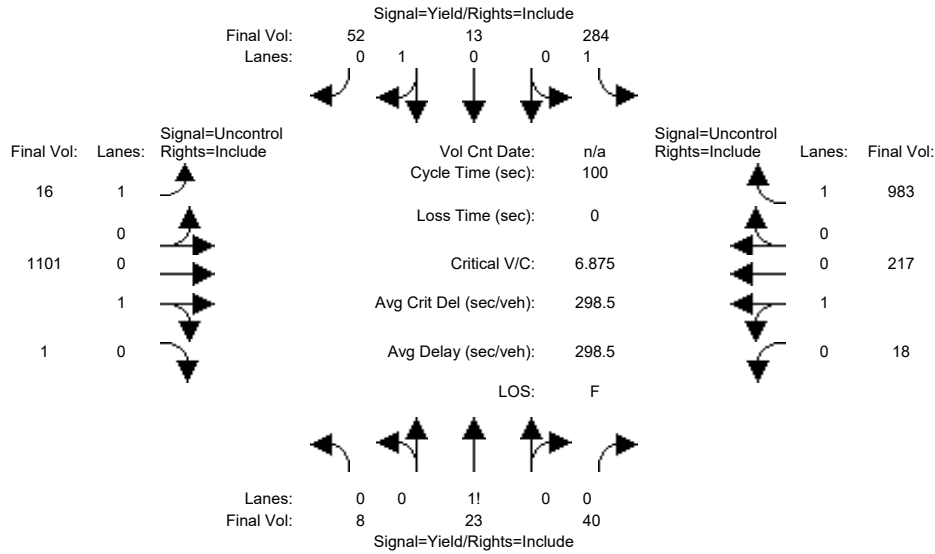 Signal=Yield/Rights=Include
Final Vol: 52 13 284
Lanes: 0 1 0 0 1
Signal=Uncontrol
Final Vol: Lanes: Rights=Include
Vol Cnt Date: n/a
Signal=Uncontrol
Rights=Include Lanes: Final Vol:
Cycle Time (sec): 100
16 1
1 983
Loss Time (sec): 0
0
0
1101 0
Critical V/C: 6.875
0 217
1
Avg Crit Del (sec/veh): 298.5
1
1 0
Avg Delay (sec/veh): 298.5
0 18
LOS: F
Lanes: 0 0 1! 0 0
Final Vol: 8 23 40
Signal=Yield/Rights=Include